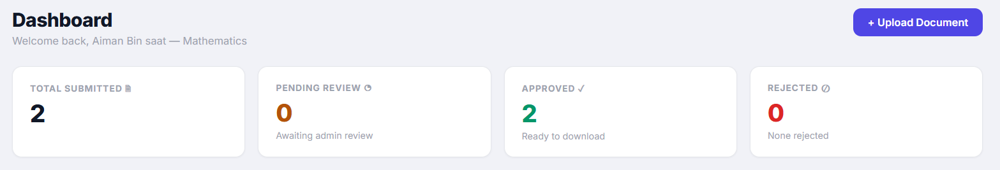 Dashboard
+ Upload Document
Welcome back, Aiman Bin saat — Mathematics
TOTAL SUBMITTED
2
PENDING REVIEW
0
Awaiting admin review
APPROVED ✓
2
Ready to download
REJECTED
0
None rejected